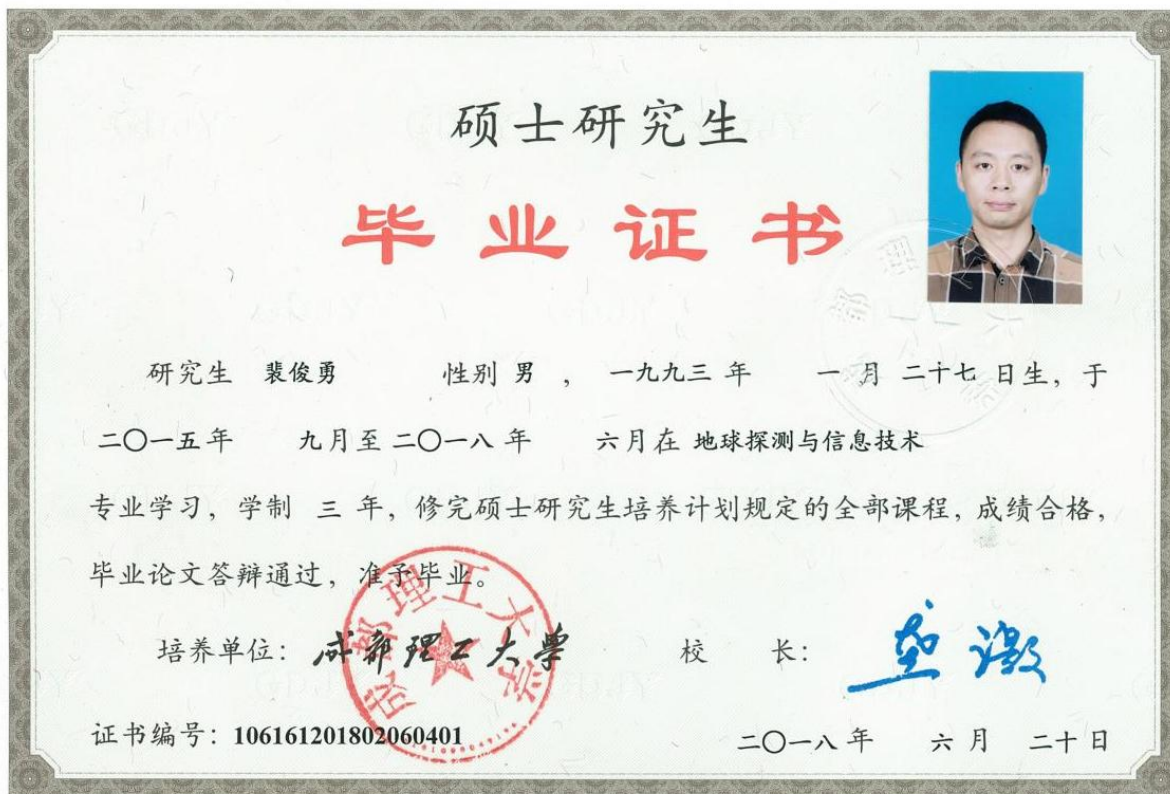 硕士研究生
毕业证书
研究生 裴俊勇 性别 男 , 一九九三 年 一 月 二十七 日生, 于
二〇一五年 九月至 二〇一八 年 六月在 地球探测与信息技术
专业学习, 学制 三 年, 修完硕士研究生培养计划规定的全部课程, 成绩合格,
毕业论文答辩通过, 准予毕业。
培养单位: 成都理工大學 校 长:
成都理工大学
证书编号: 106161201802060401 二〇一八 年 六 月 二十 日